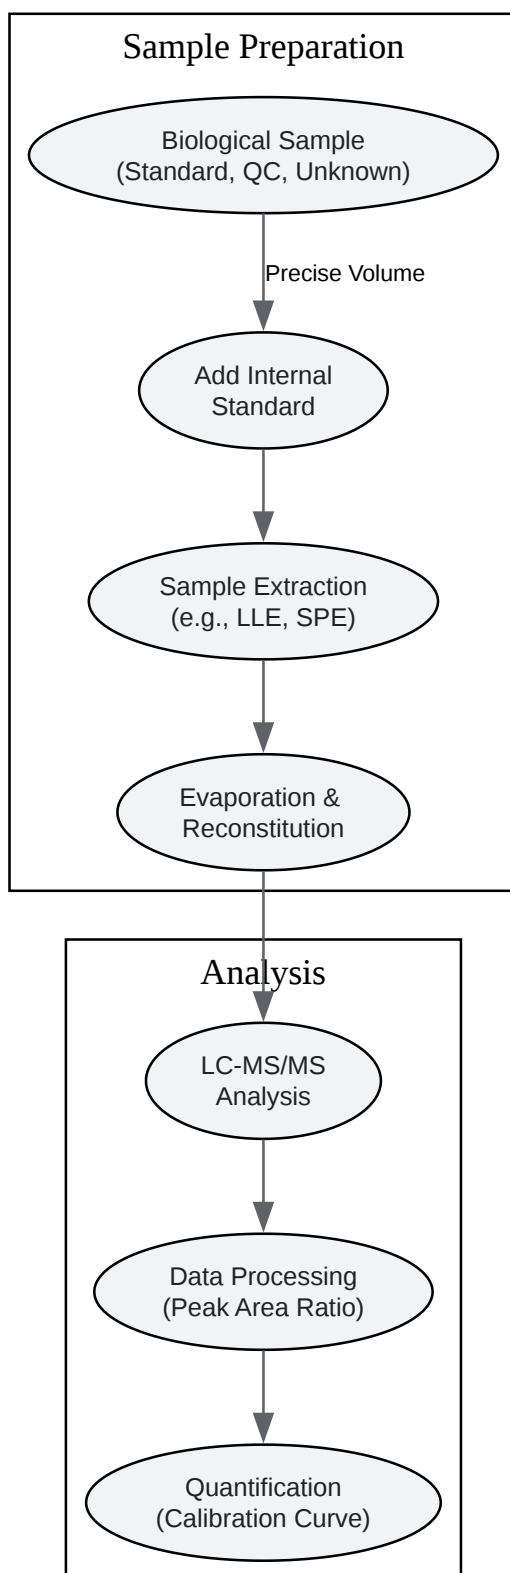 Sample Preparation
Biological Sample
(Standard, QC, Unknown)
Precise Volume
Add Internal
Standard
Sample Extraction
(e.g., LLE, SPE)
Evaporation &
Reconstitution
Analysis
LC-MS/MS
Analysis
Data Processing
(Peak Area Ratio)
Quantification
(Calibration Curve)